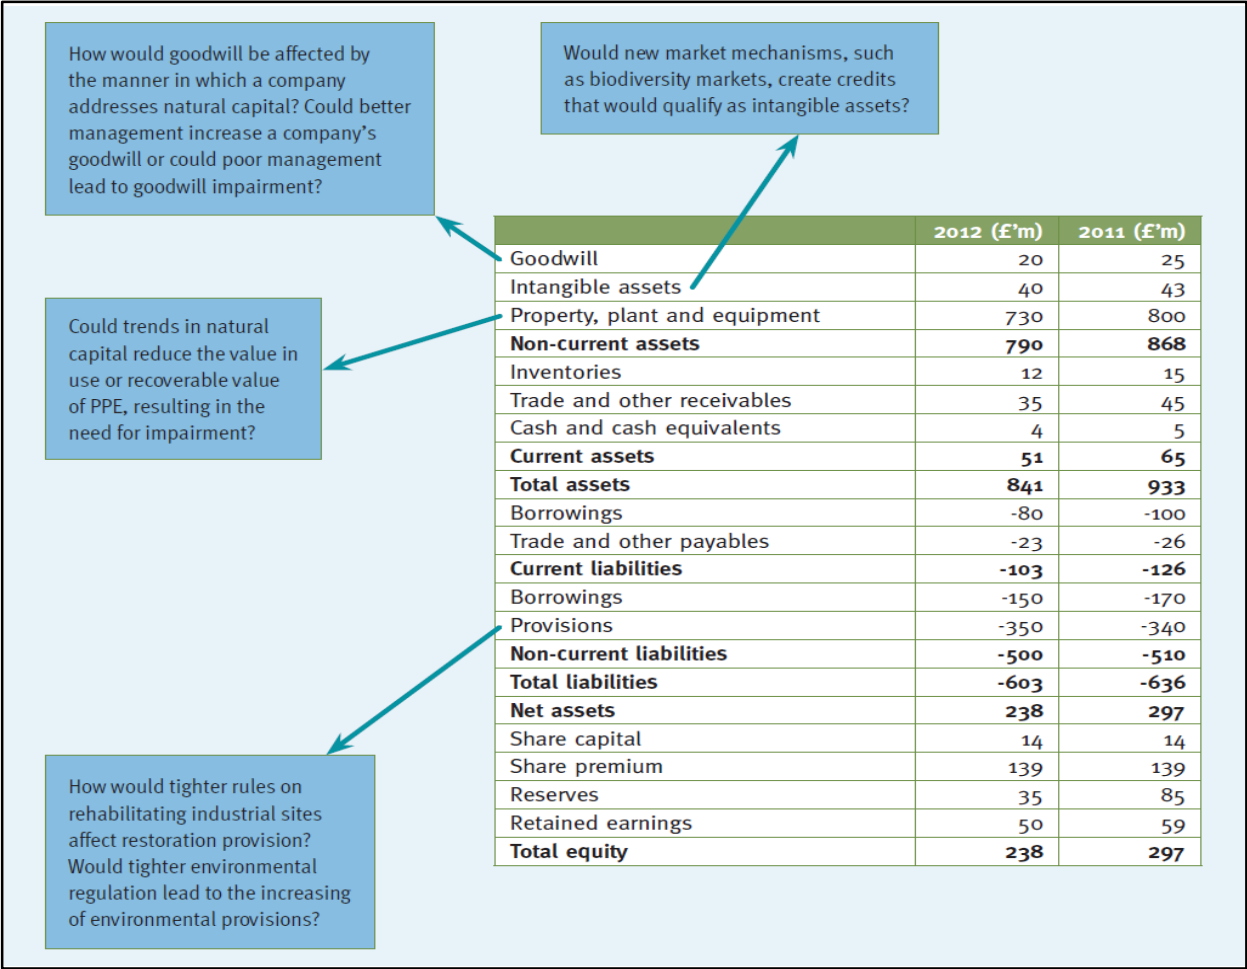 How would goodwill be affected by
the manner in which a company
addresses natural capital? Could better
management increase a company's
goodwill or could poor management
lead to goodwill impairment?
Would new market mechanisms, such
as biodiversity markets, create credits
that would qualify as intangible assets?
2012 (£'m) 2011 (£'m)
Goodwill 20 25
Intangible assets 40 43
Property, plant and equipment 730 800
Non-current assets 790 868
Inventories 12 15
Trade and other receivables 35 45
Cash and cash equivalents 4 5
Current assets 51 65
Total assets 841 933
Borrowings -80 -100
Trade and other payables -23 -26
Current liabilities -103 -126
Borrowings -150 -170
Provisions -350 -340
Non-current liabilities -500 -510
Total liabilities -603 -636
Net assets 238 297
Share capital 14 14
Share premium 139 139
Reserves 35 85
Retained earnings 50 59
Total equity 238 297
Could trends in natural
capital reduce the value in
use or recoverable value
of PPE, resulting in the
need for impairment?
How would tighter rules on
rehabilitating industrial sites
affect restoration provision?
Would tighter environmental
regulation lead to the increasing
of environmental provisions?